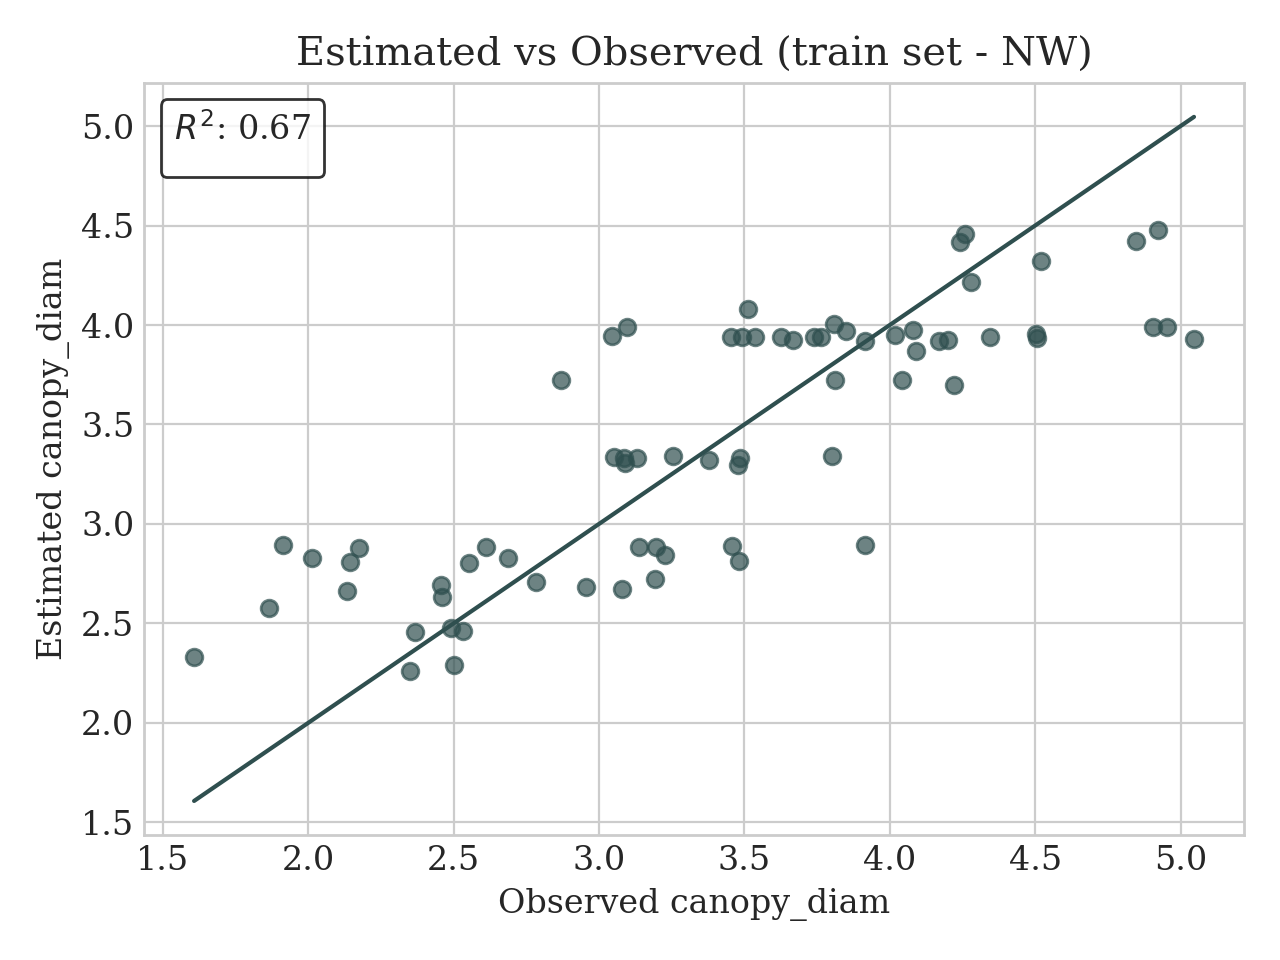 Estimated vs Observed (train set - NW)
R²: 0.67
5.0
4.5
4.0
3.5
3.0
2.5
2.0
1.5
Estimated canopy_diam
1.5 2.0 2.5 3.0 3.5 4.0 4.5 5.0
Observed canopy_diam